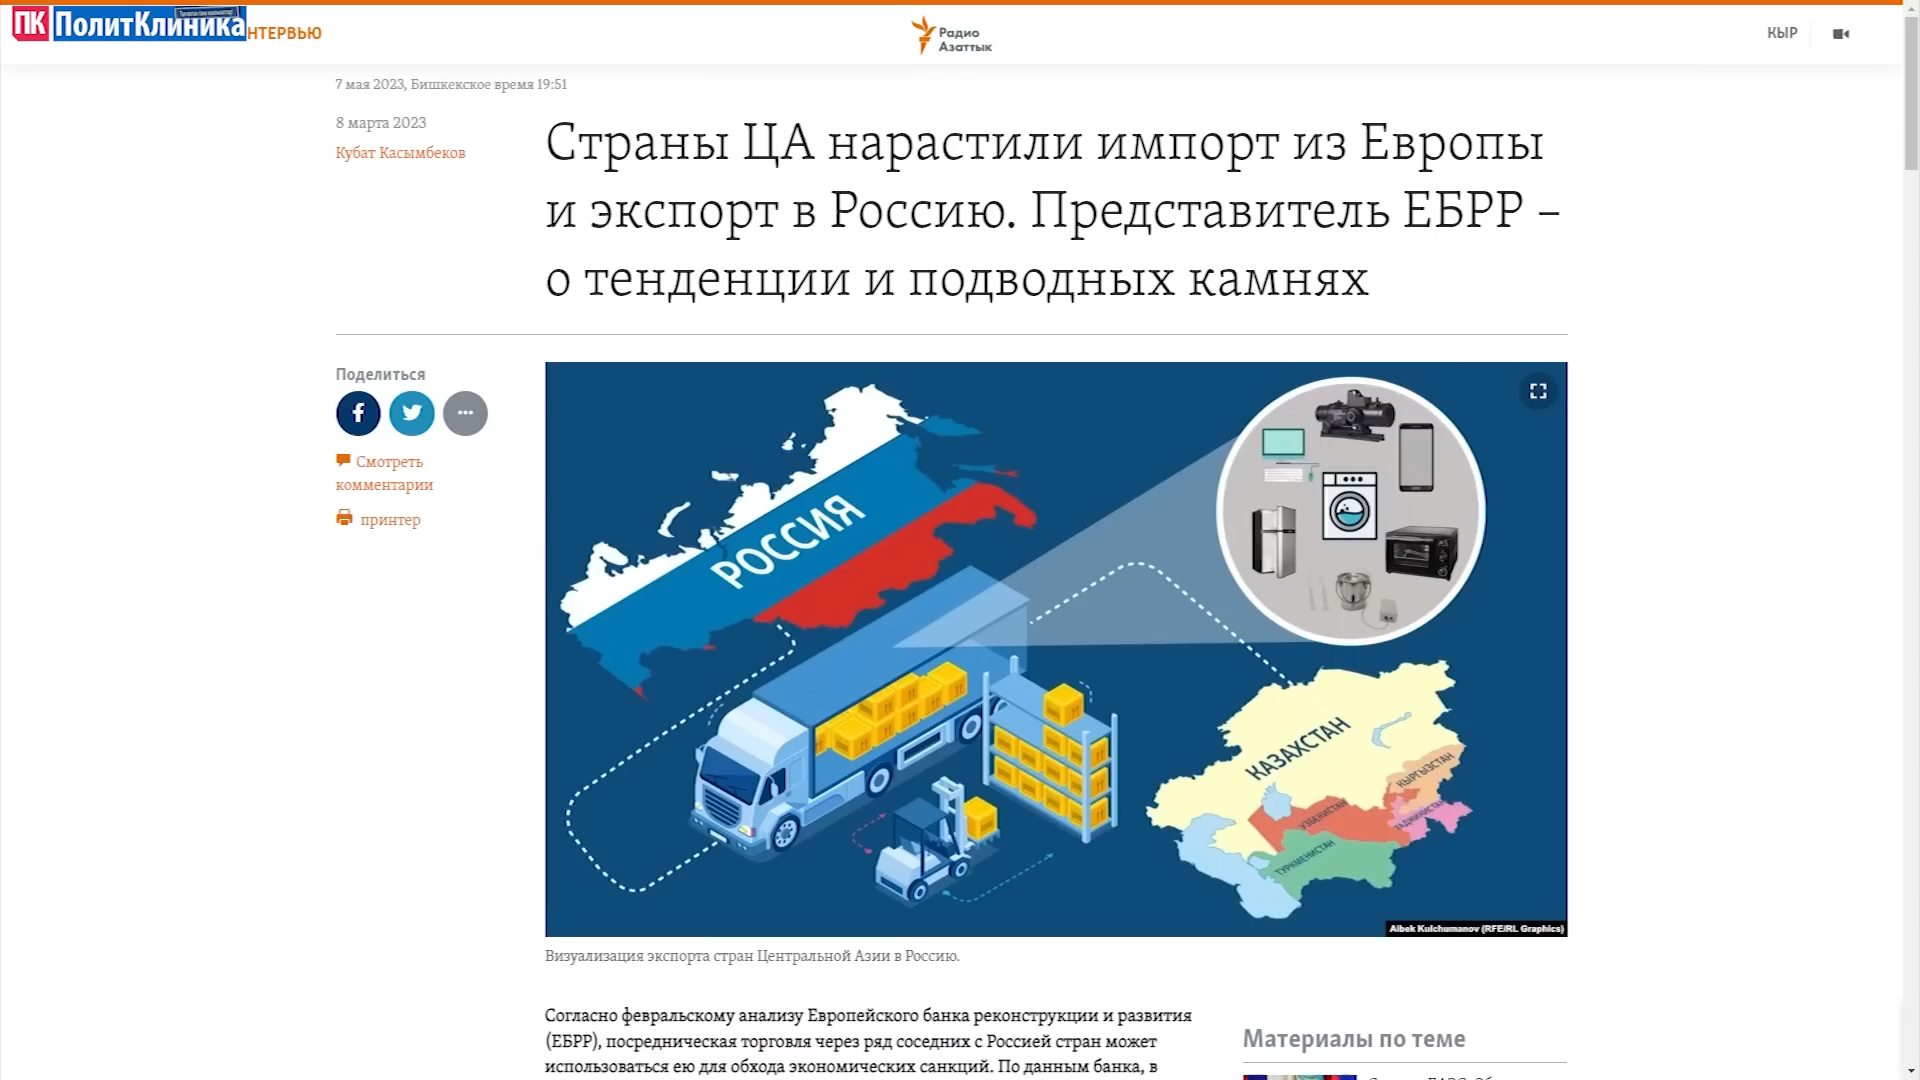 ПК ПолитКлиника
НТЕРВЬЮ
Радио
Азаттык
КЫР
7 мая 2023, Бишкекское время 19:51
8 марта 2023
Кубат Касымбеков
Страны ЦА нарастили импорт из Европы
и экспорт в Россию. Представитель ЕБРР –
о тенденции и подводных камнях
Поделиться
Смотреть
комментарии
принтер
РОССИЯ
КАЗАХСТАН
КЫРГЫЗСТАН
УЗБЕКИСТАН
ТАДЖИКИСТАН
ТУРКМЕНИСТАН
Aibek Kulchumanov (RFE/RL Graphics)
Визуализация экспорта стран Центральной Азии в Россию.
Согласно февральскому анализу Европейского банка реконструкции и развития
(ЕБРР), посредническая торговля через ряд соседних с Россией стран может
использоваться ею для обхода экономических санкций. По данным банка, в
Материалы по теме